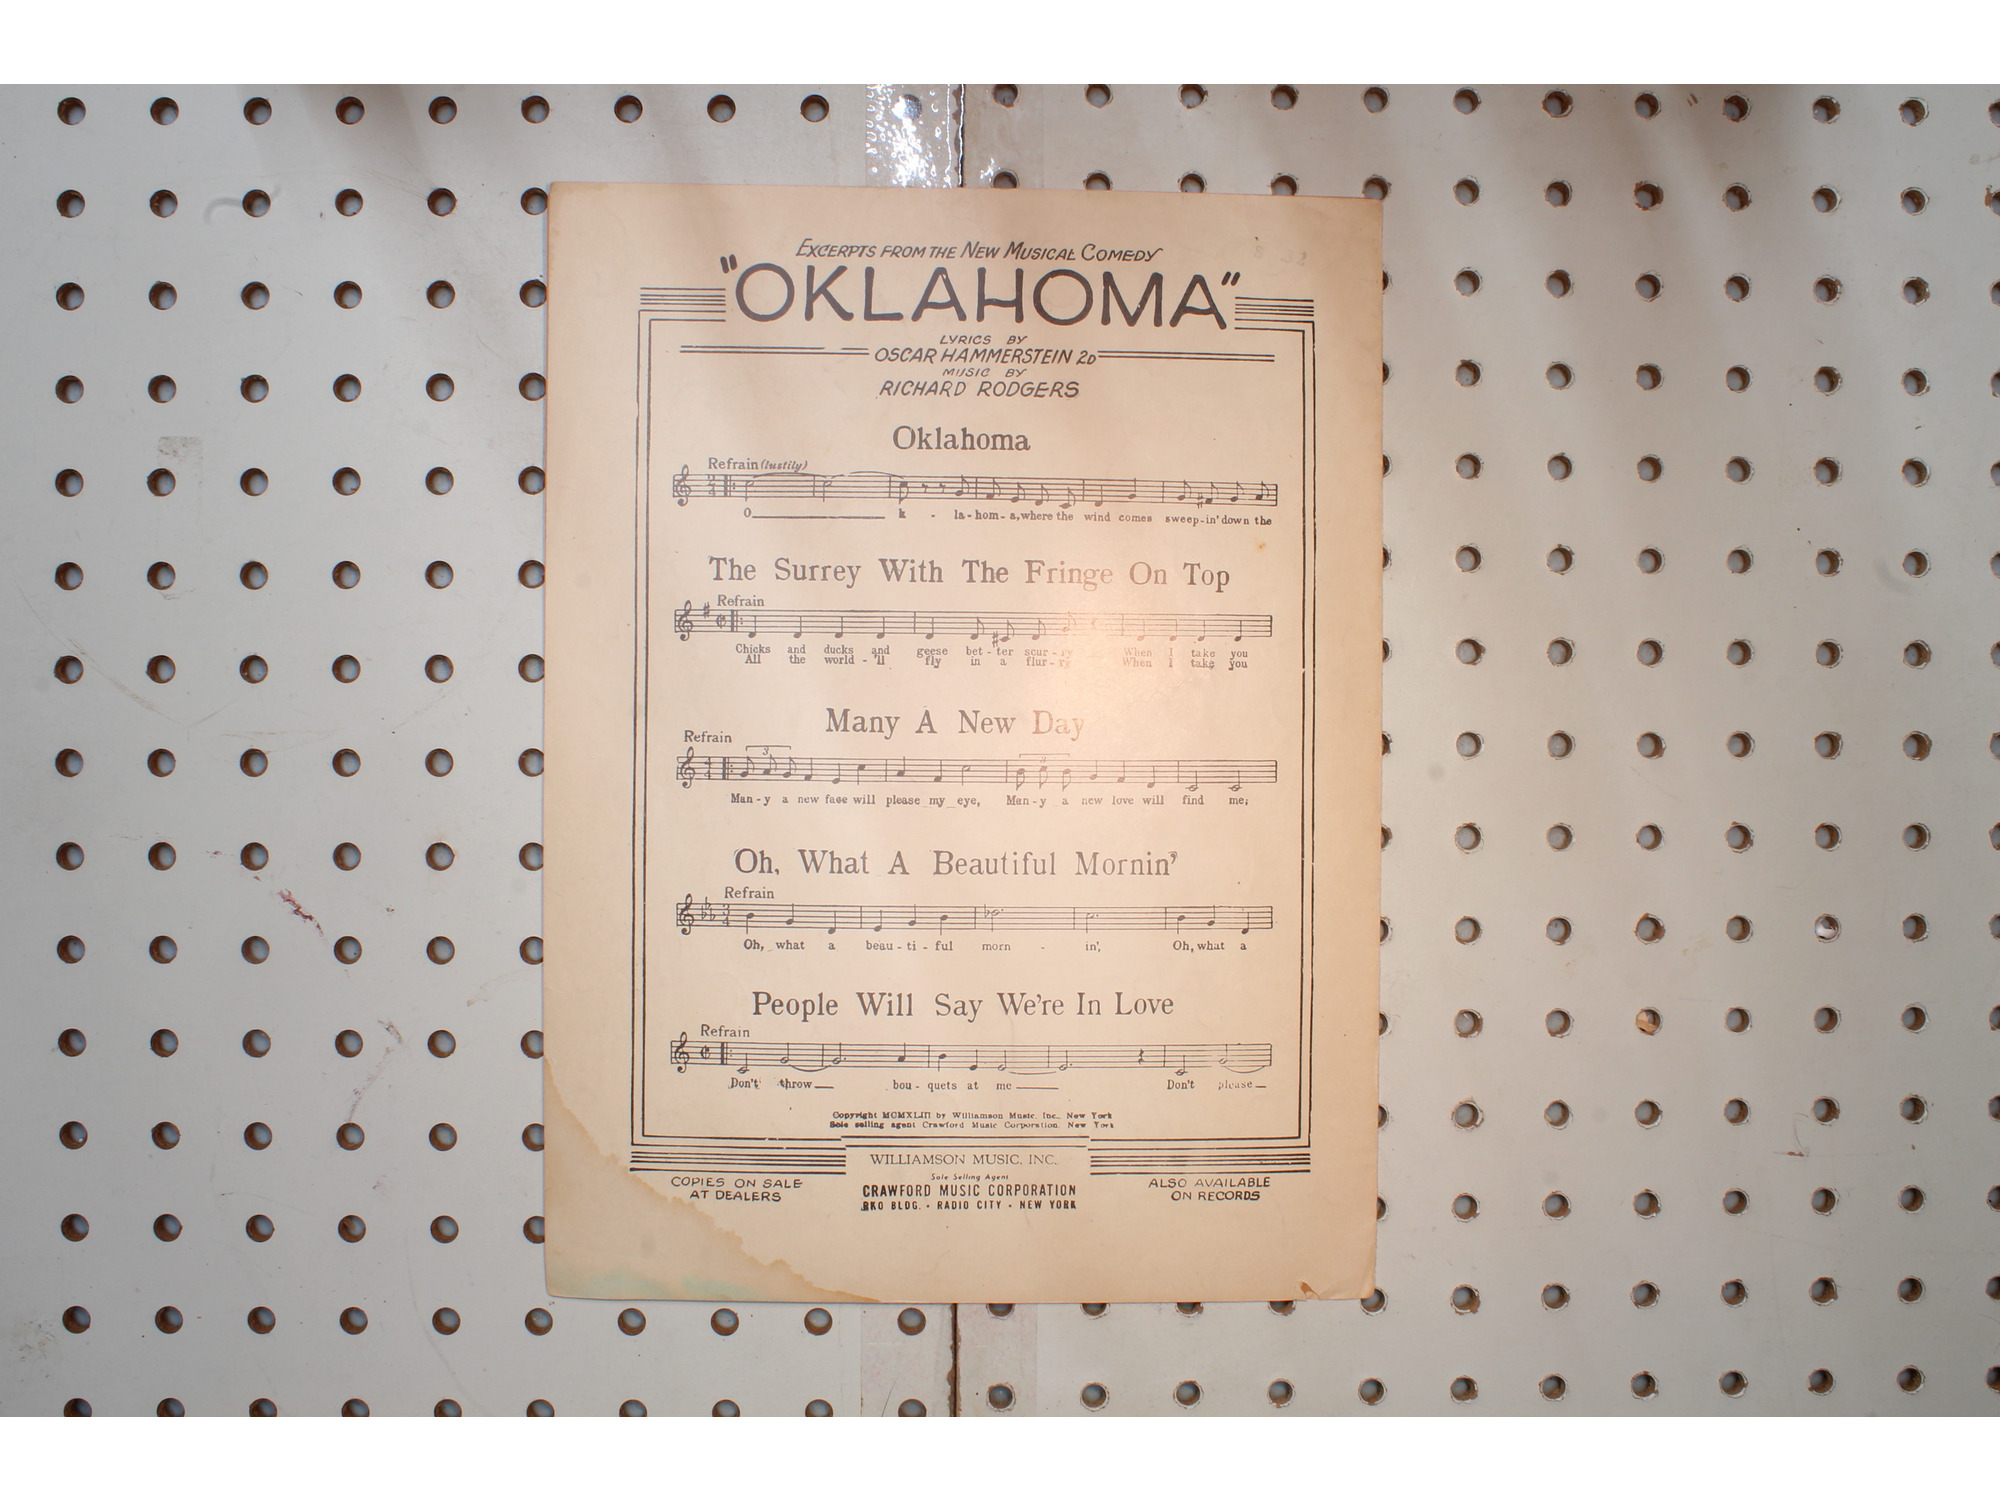 EXCERPTS FROM THE NEW MUSICAL COMEDY
"OKLAHOMA"
LYRICS BY
OSCAR HAMMERSTEIN 2D
MUSIC BY
RICHARD RODGERS
Oklahoma
Refrain (lustily)
O k - la-hom-a, where the wind comes sweep-in' down the
The Surrey With The Fringe On Top
Refrain
Chicks and ducks and geese bet-ter scur-ry When I take you
All the world-'ll fly in a flur-ry When I take you
Many A New Day
Refrain
Man-y a new face will please my eye, Man-y a new love will find me;
Oh, What A Beautiful Mornin'
Refrain
Oh, what a beau-ti-ful morn - in', Oh, what a
People Will Say We're In Love
Refrain
Don't throw bou-quets at me Don't please
Copyright MCMXLIII by Williamson Music, Inc., New York
Sole selling agent Crawford Music Corporation, New York
WILLIAMSON MUSIC, INC.
Sole Selling Agent
CRAWFORD MUSIC CORPORATION
RKO BLDG. • RADIO CITY • NEW YORK
COPIES ON SALE
AT DEALERS
ALSO AVAILABLE
ON RECORDS